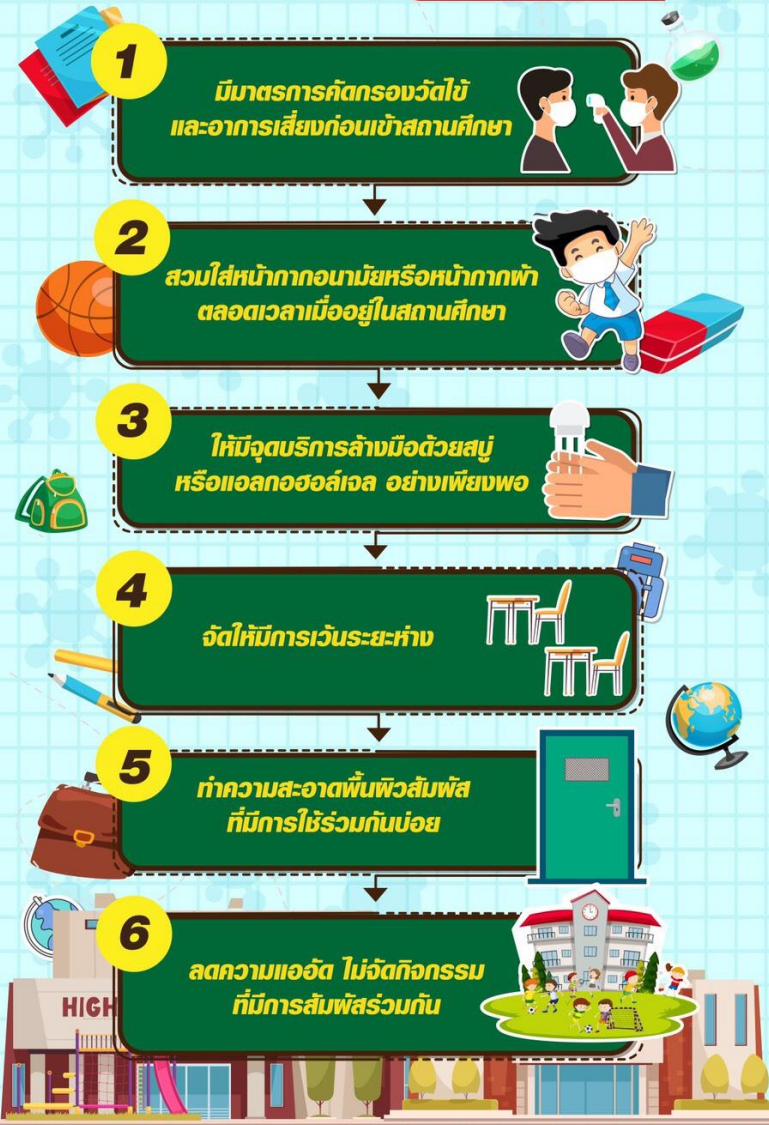 1
มีมาตรการคัดกรองวัดไข้
และอาการเสี่ยงก่อนเข้าสถานศึกษา
2
สวมใส่หน้ากากอนามัยหรือหน้ากากผ้า
ตลอดเวลาเมื่ออยู่ในสถานศึกษา
3
ให้มีจุดบริการล้างมือด้วยสบู่
หรือแอลกอฮอล์เจล อย่างเพียงพอ
4
จัดให้มีการเว้นระยะห่าง
5
ทำความสะอาดพื้นผิวสัมผัส
ที่มีการใช้ร่วมกันบ่อย
6
ลดความแออัด ไม่จัดกิจกรรม
ที่มีการสัมผัสร่วมกัน
HIGH